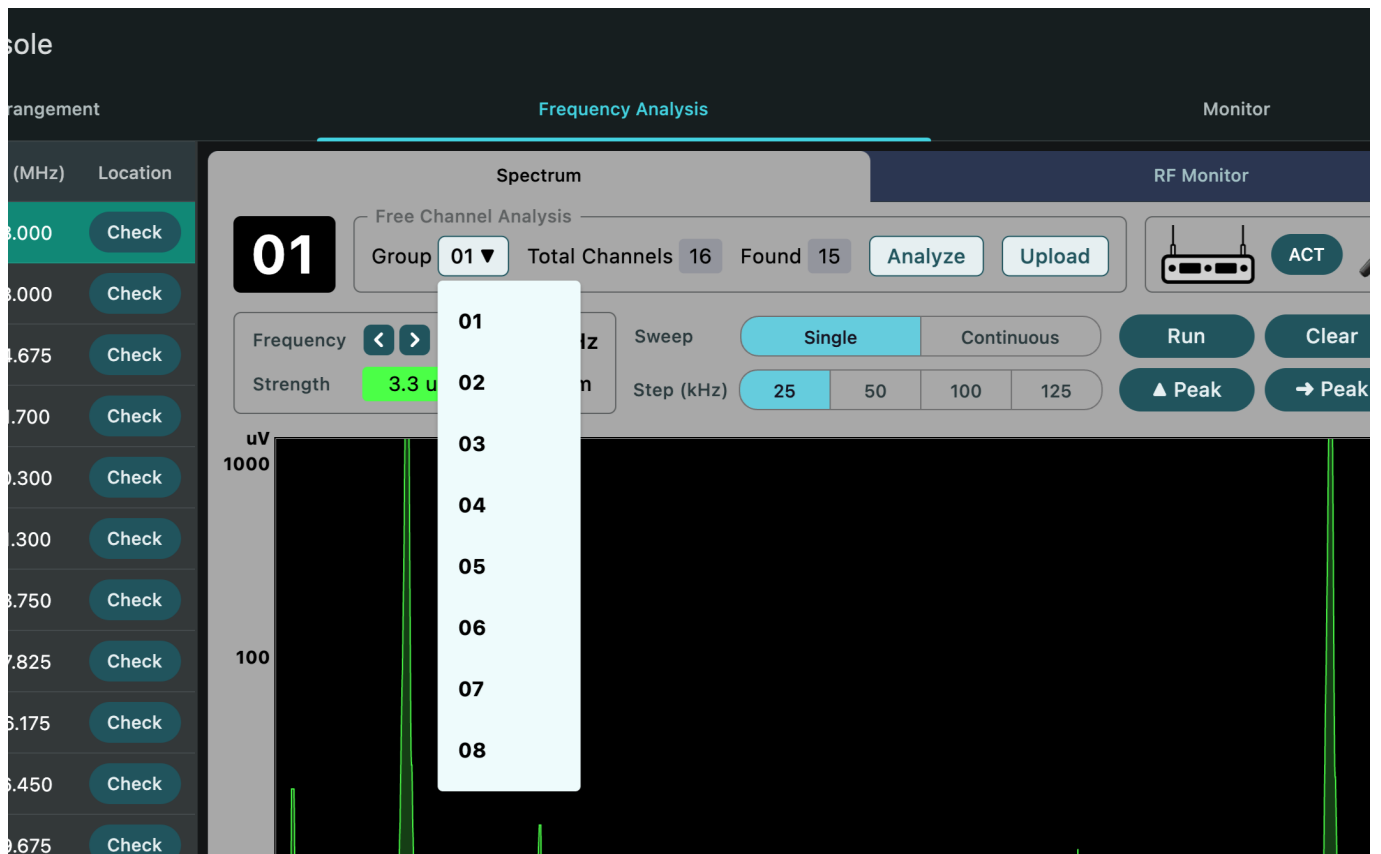 sole
rangement
Frequency Analysis
Monitor
(MHz) Location
Spectrum
RF Monitor
.000 Check
01
Free Channel Analysis
Group 01 ▼ Total Channels 16 Found 15 Analyze Upload
ACT
.000 Check
01
02
03
04
05
06
07
08
Frequency < > Hz
Strength 3.3 u m
Sweep Single Continuous Run Clear
Step (kHz) 25 50 100 125 ▲ Peak ➜ Peak
.675 Check
.700 Check
.300 Check
.300 Check
.750 Check
.825 Check
.175 Check
.450 Check
.675 Check
uV
1000
100